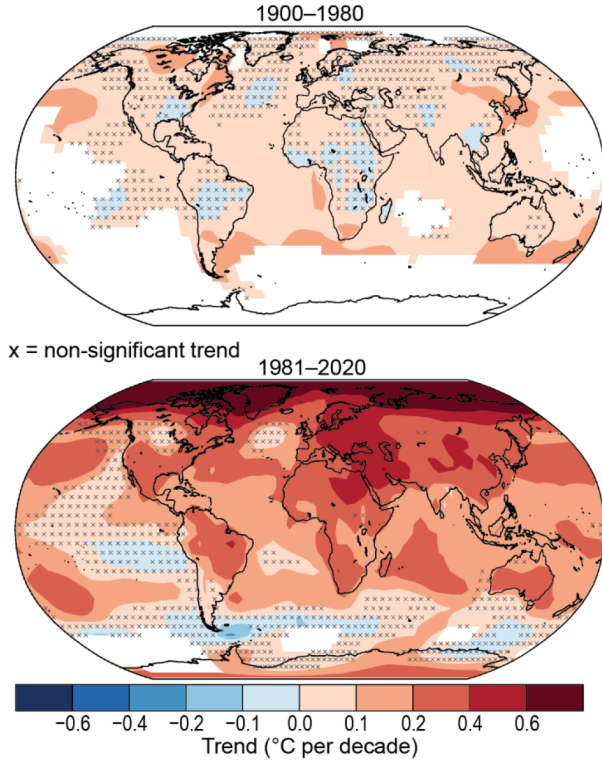 1900–1980
x = non-significant trend
1981–2020
−0.6 −0.4 −0.2 −0.1 0.0 0.1 0.2 0.4 0.6
Trend (°C per decade)